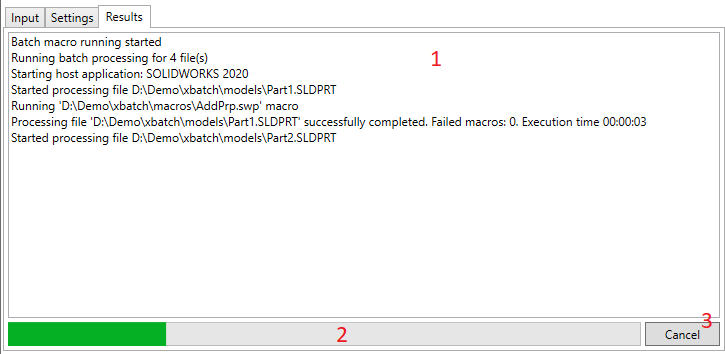 Input Settings Results
Batch macro running started
1
Running batch processing for 4 file(s)
Starting host application: SOLIDWORKS 2020
Started processing file D:\Demo\xbatch\models\Part1.SLDPRT
Running 'D:\Demo\xbatch\macros\AddPrp.swp' macro
Processing file 'D:\Demo\xbatch\models\Part1.SLDPRT' successfully completed. Failed macros: 0. Execution time 00:00:03
Started processing file D:\Demo\xbatch\models\Part2.SLDPRT
2
3
Cancel